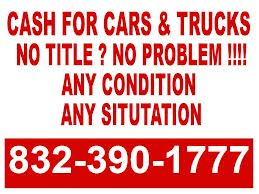 CASH FOR CARS & TRUCKS
NO TITLE ? NO PROBLEM !!!!
ANY CONDITION
ANY SITUTATION
832-390-1777